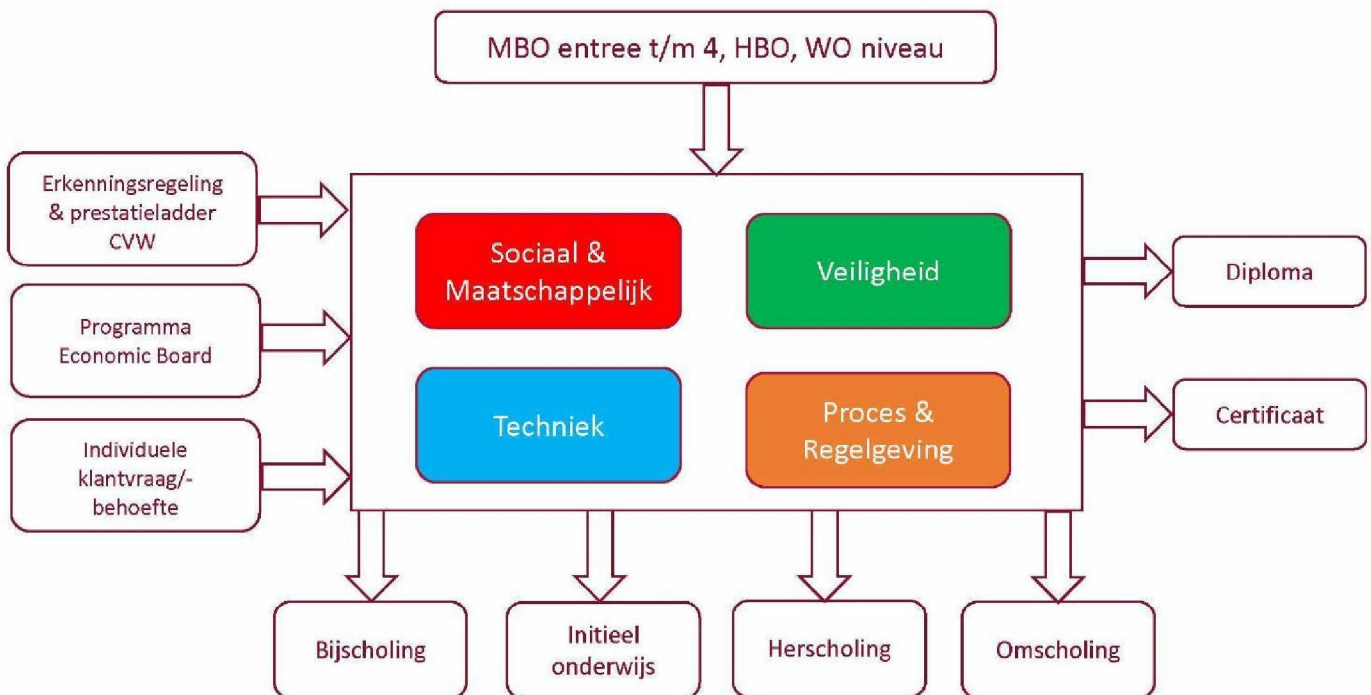 MBO entree t/m 4, HBO, WO niveau
Erkenningsregeling
& prestatieladder
CVW
Sociaal &
Maatschappelijk
Veiligheid
Diploma
Programma
Economic Board
Techniek
Proces &
Regelgeving
Certificaat
Individuele
klantvraag/-
behoefte
Bijscholing
Initieel
onderwijs
Herscholing
Omscholing